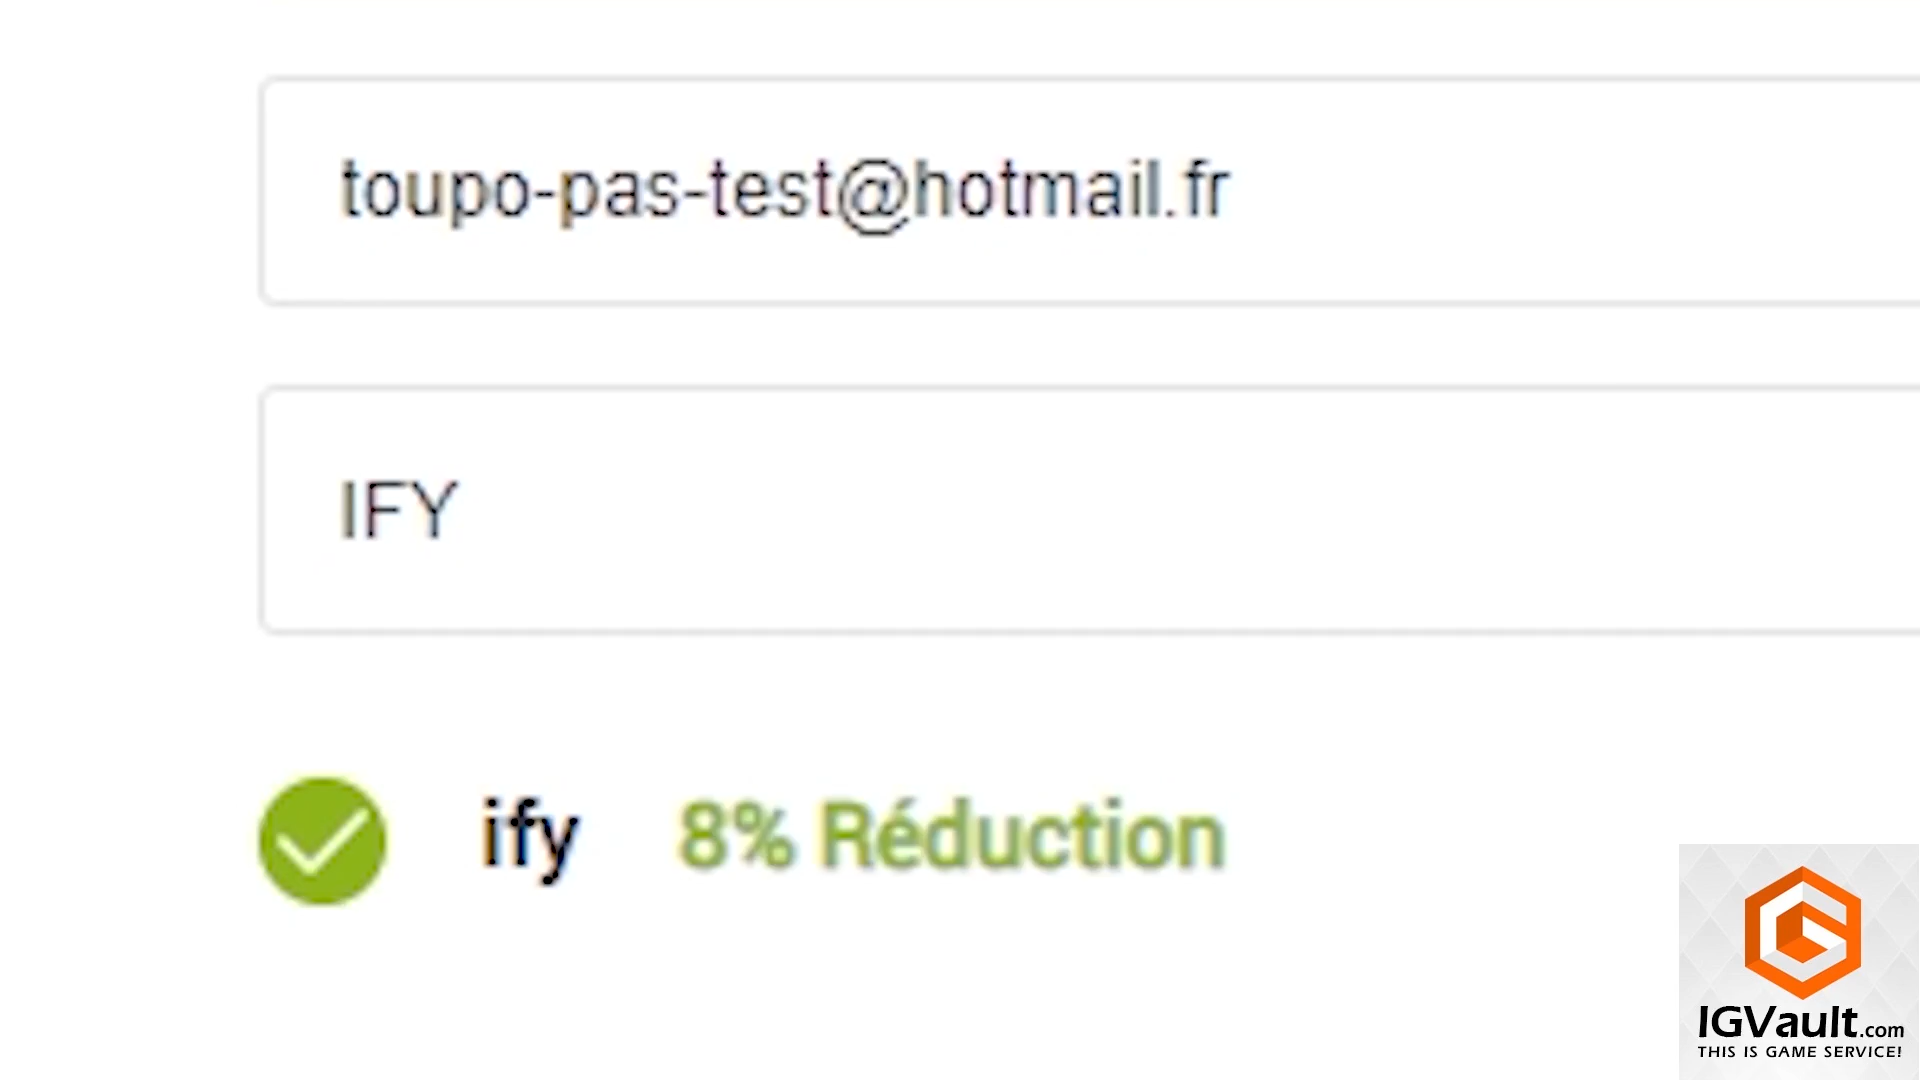 toupo-pas-test@hotmail.fr
IFY
ify 8% Réduction
IGVault.com
THIS IS GAME SERVICE!